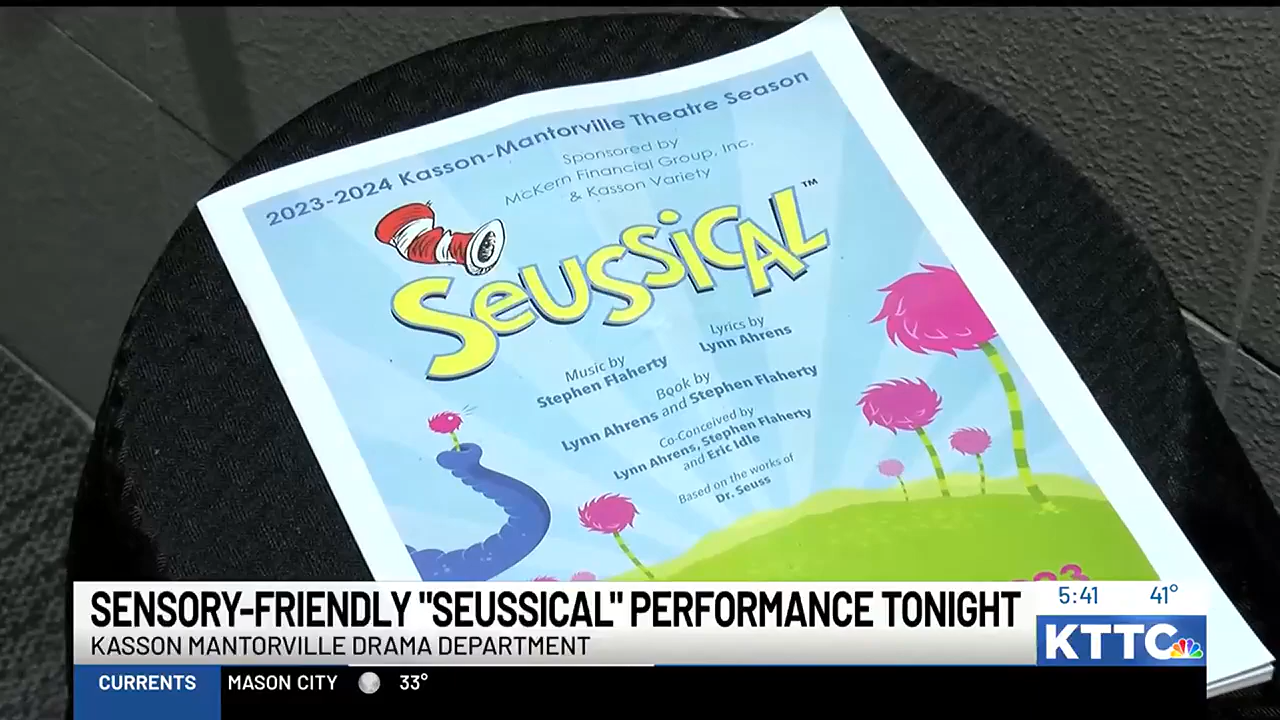 2023-2024 Kasson-Mantorville Theatre Season
Sponsored by
McKern Financial Group, Inc.
& Kasson Variety
SEUSSICAL™
Music by
Stephen Flaherty
Lyrics by
Lynn Ahrens
Book by
Lynn Ahrens and Stephen Flaherty
Co-Conceived by
Lynn Ahrens, Stephen Flaherty
and Eric Idle
Based on the works of
Dr. Seuss
SENSORY-FRIENDLY "SEUSSICAL" PERFORMANCE TONIGHT
KASSON MANTORVILLE DRAMA DEPARTMENT
5:41 41°
KTTC
CURRENTS MASON CITY 33°